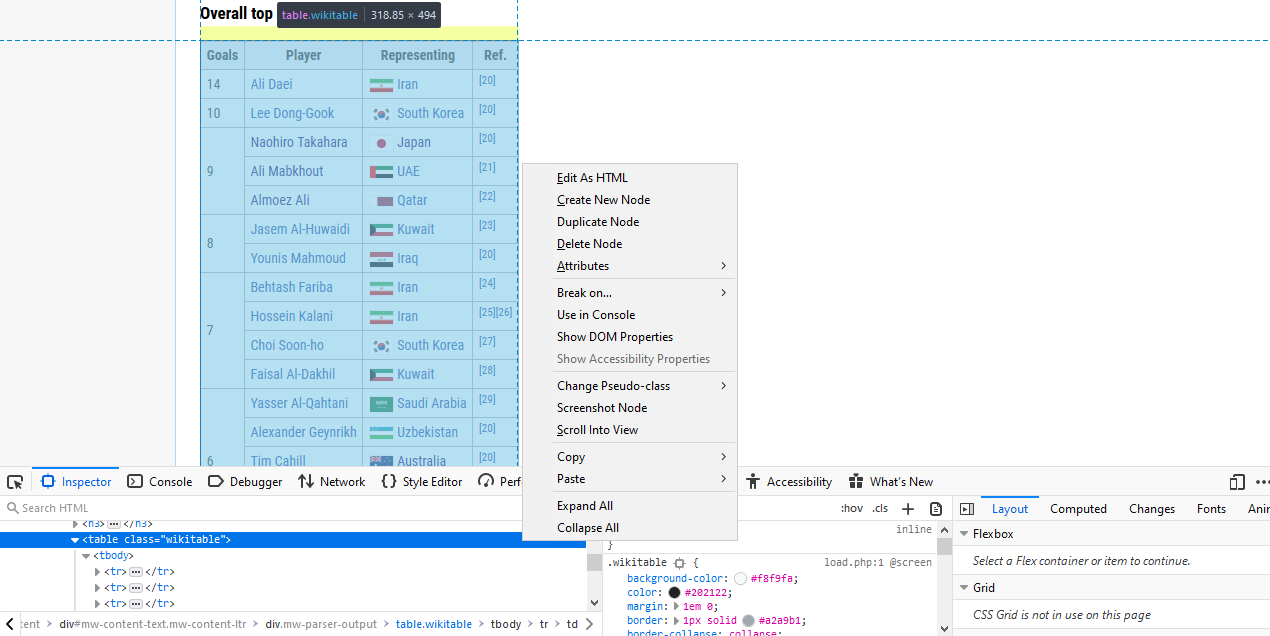 Overall top
table.wikitable 318.85 × 494
Goals Player Representing Ref.
14 Ali Daei Iran [20]
10 Lee Dong-Gook South Korea [20]
9 Naohiro Takahara Japan [20]
Ali Mabkhout UAE [21]
Almoez Ali Qatar [22]
8 Jasem Al-Huwaidi Kuwait [23]
Younis Mahmoud Iraq [20]
7 Behtash Fariba Iran [24]
Hossein Kalani Iran [25][26]
Choi Soon-ho South Korea [27]
Faisal Al-Dakhil Kuwait [28]
6 Yasser Al-Qahtani Saudi Arabia [29]
Alexander Geynrikh Uzbekistan [20]
Tim Cahill Australia [20]
Edit As HTML
Create New Node
Duplicate Node
Delete Node
Attributes
Break on...
Use in Console
Show DOM Properties
Show Accessibility Properties
Change Pseudo-class
Screenshot Node
Scroll Into View
Copy
Paste
Expand All
Collapse All
Inspector Console Debugger Network Style Editor Perf Accessibility What's New
Search HTML
:hov .cls + Layout Computed Changes Fonts Anir
<h3> </h3>
<table class="wikitable">
<tbody>
<tr> </tr>
<tr> </tr>
<tr> </tr>
tent div#mw-content-text.mw-content-ltr div.mw-parser-output table.wikitable tbody tr td
inline
}
.wikitable { load.php:1 @screen
background-color: #f8f9fa;
color: #202122;
margin: 1em 0;
border: 1px solid #a2a9b1;
border-collapse: collapse;
Flexbox
Select a Flex container or item to continue.
Grid
CSS Grid is not in use on this page